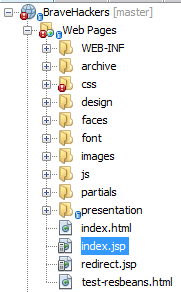 BraveHackers [master]
Web Pages
WEB-INF
archive
css
design
faces
font
images
js
partials
presentation
index.html
index.jsp
redirect.jsp
test-resbeans.html